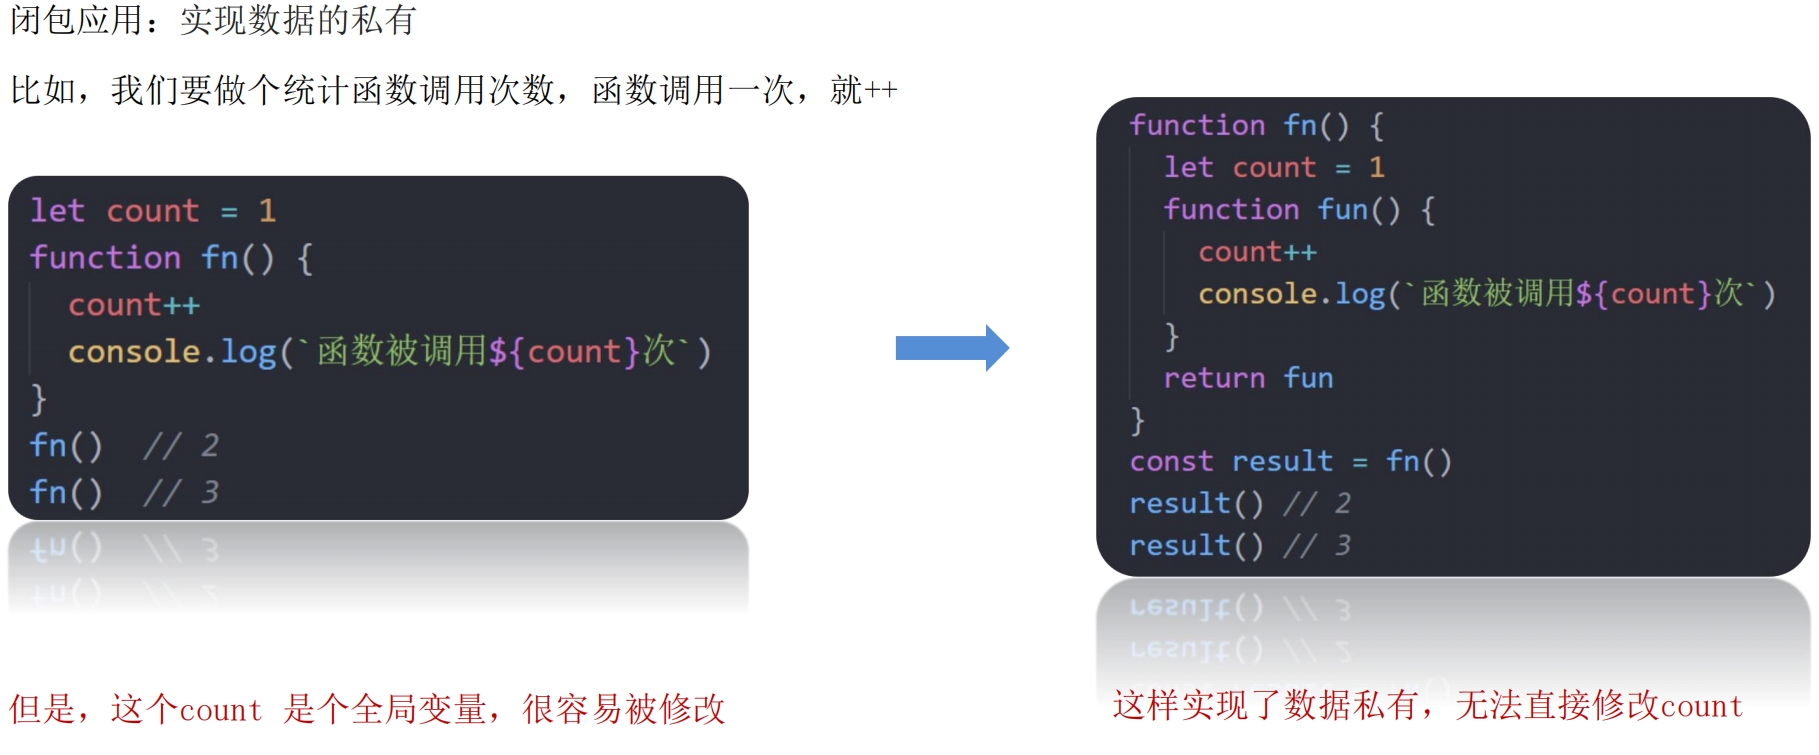 闭包应用：实现数据的私有
比如，我们要做个统计函数调用次数，函数调用一次，就++
let count = 1
function fn() {
  count++
  console.log(`函数被调用${count}次`)
}
fn()  // 2
fn()  // 3
但是，这个count 是个全局变量，很容易被修改
function fn() {
  let count = 1
  function fun() {
    count++
    console.log(`函数被调用${count}次`)
  }
  return fun
}
const result = fn()
result() // 2
result() // 3
这样实现了数据私有，无法直接修改count